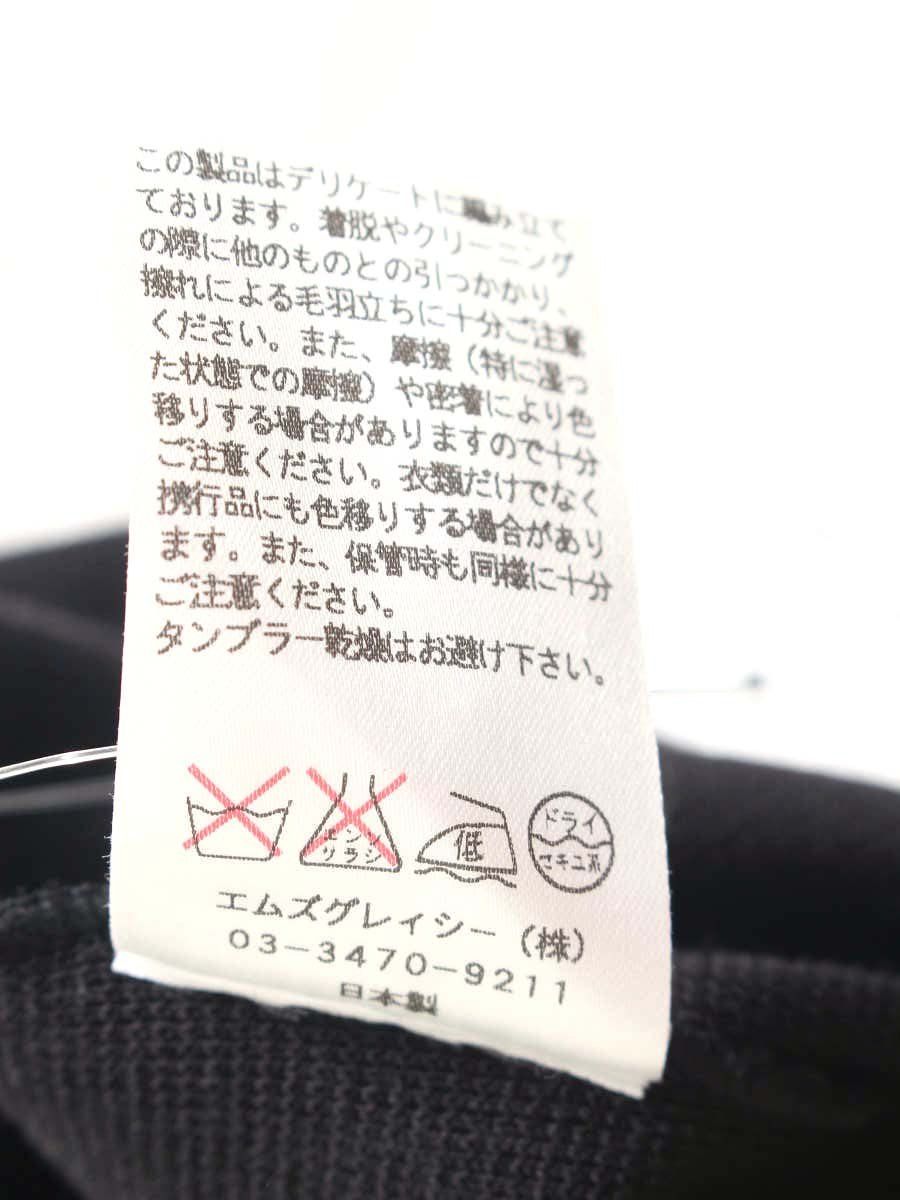 この製品はデリケートに編み立て
ております。着脱やクリーニング
の際に他のものとの引っかかり、
擦れによる毛羽立ちに十分ご注意
ください。また、摩擦（特に湿っ
た状態での摩擦）や密着により色
移りする場合がありますので十分
ご注意ください。衣類だけでなく
携行品にも色移りする場合があり
ます。また、保管時も同様に十分
ご注意ください。
タンブラー乾燥はお避け下さい。
エンソ
サラシ
低
ドライ
セキユ系
エムズグレイシー（株）
03－3470－9211
日本製